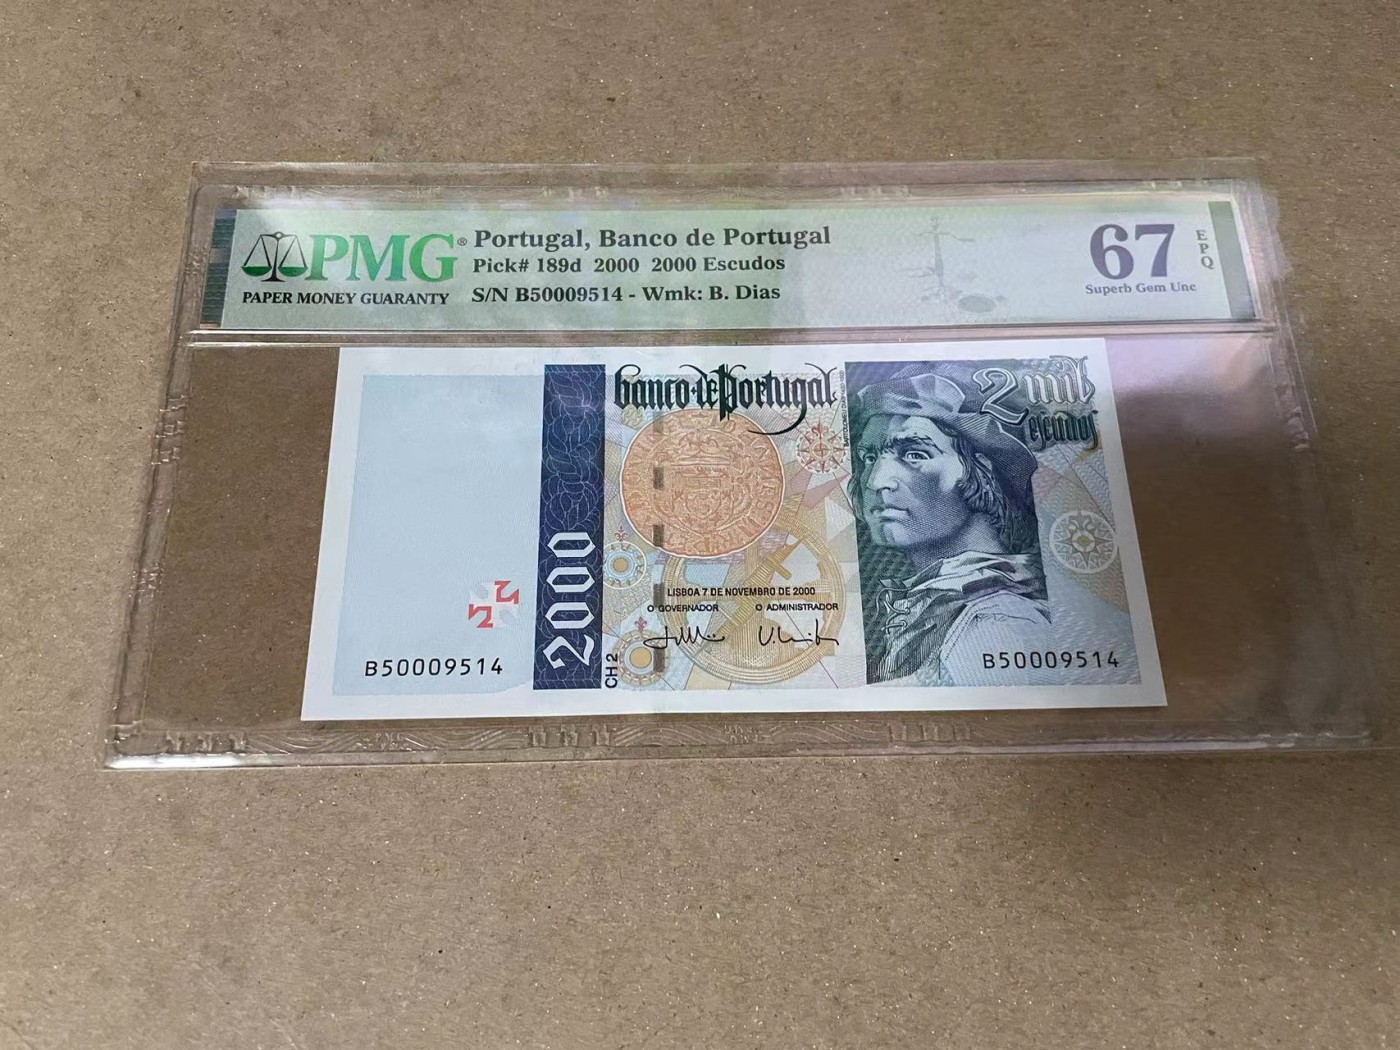 PMG®
PAPER MONEY GUARANTY
Portugal, Banco de Portugal
Pick# 189d 2000 2000 Escudos
S/N B50009514 - Wmk: B. Dias
67
EPQ
Superb Gem Unc
banco de Portugal
2 mil
escudos
2000
LISBOA 7 DE NOVEMBRO DE 2000
O GOVERNADOR O ADMINISTRADOR
CH 2
B50009514
B50009514